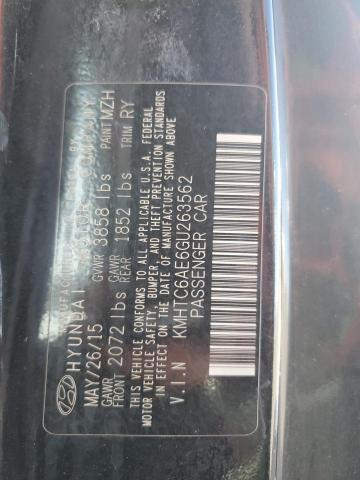 MANUFACTURED BY
HYUNDAI MOTOR COMPANY
MAY/26/15 GVWR 3858 lbs PAINT MZH
GAWR FRONT 2072 lbs GAWR REAR 1852 lbs TRIM RY
THIS VEHICLE CONFORMS TO ALL APPLICABLE U.S.A. FEDERAL
MOTOR VEHICLE SAFETY, BUMPER, AND THEFT PREVENTION STANDARDS
IN EFFECT ON THE DATE OF MANUFACTURE SHOWN ABOVE
V.I.N KMHTC6AE6GU263562
PASSENGER CAR